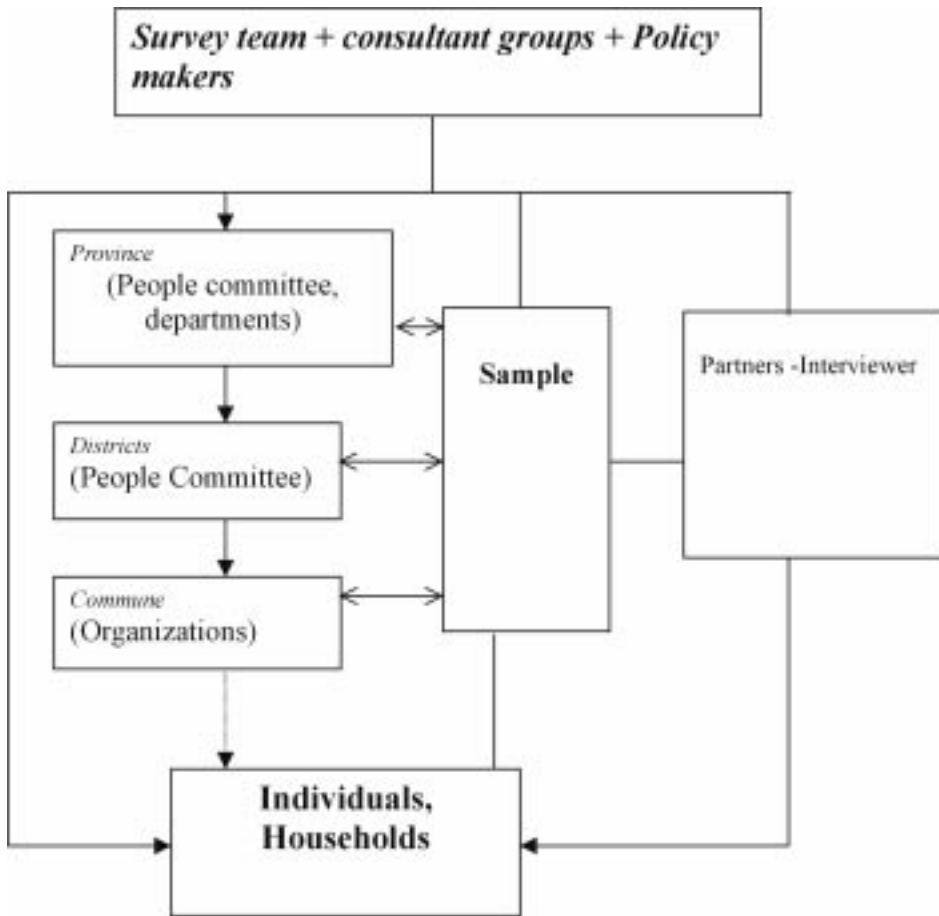 Survey team + consultant groups + Policy
makers
Province
(People committee,
departments)
Sample
Partners -Interviewer
Districts
(People Committee)
Commune
(Organizations)
Individuals,
Households